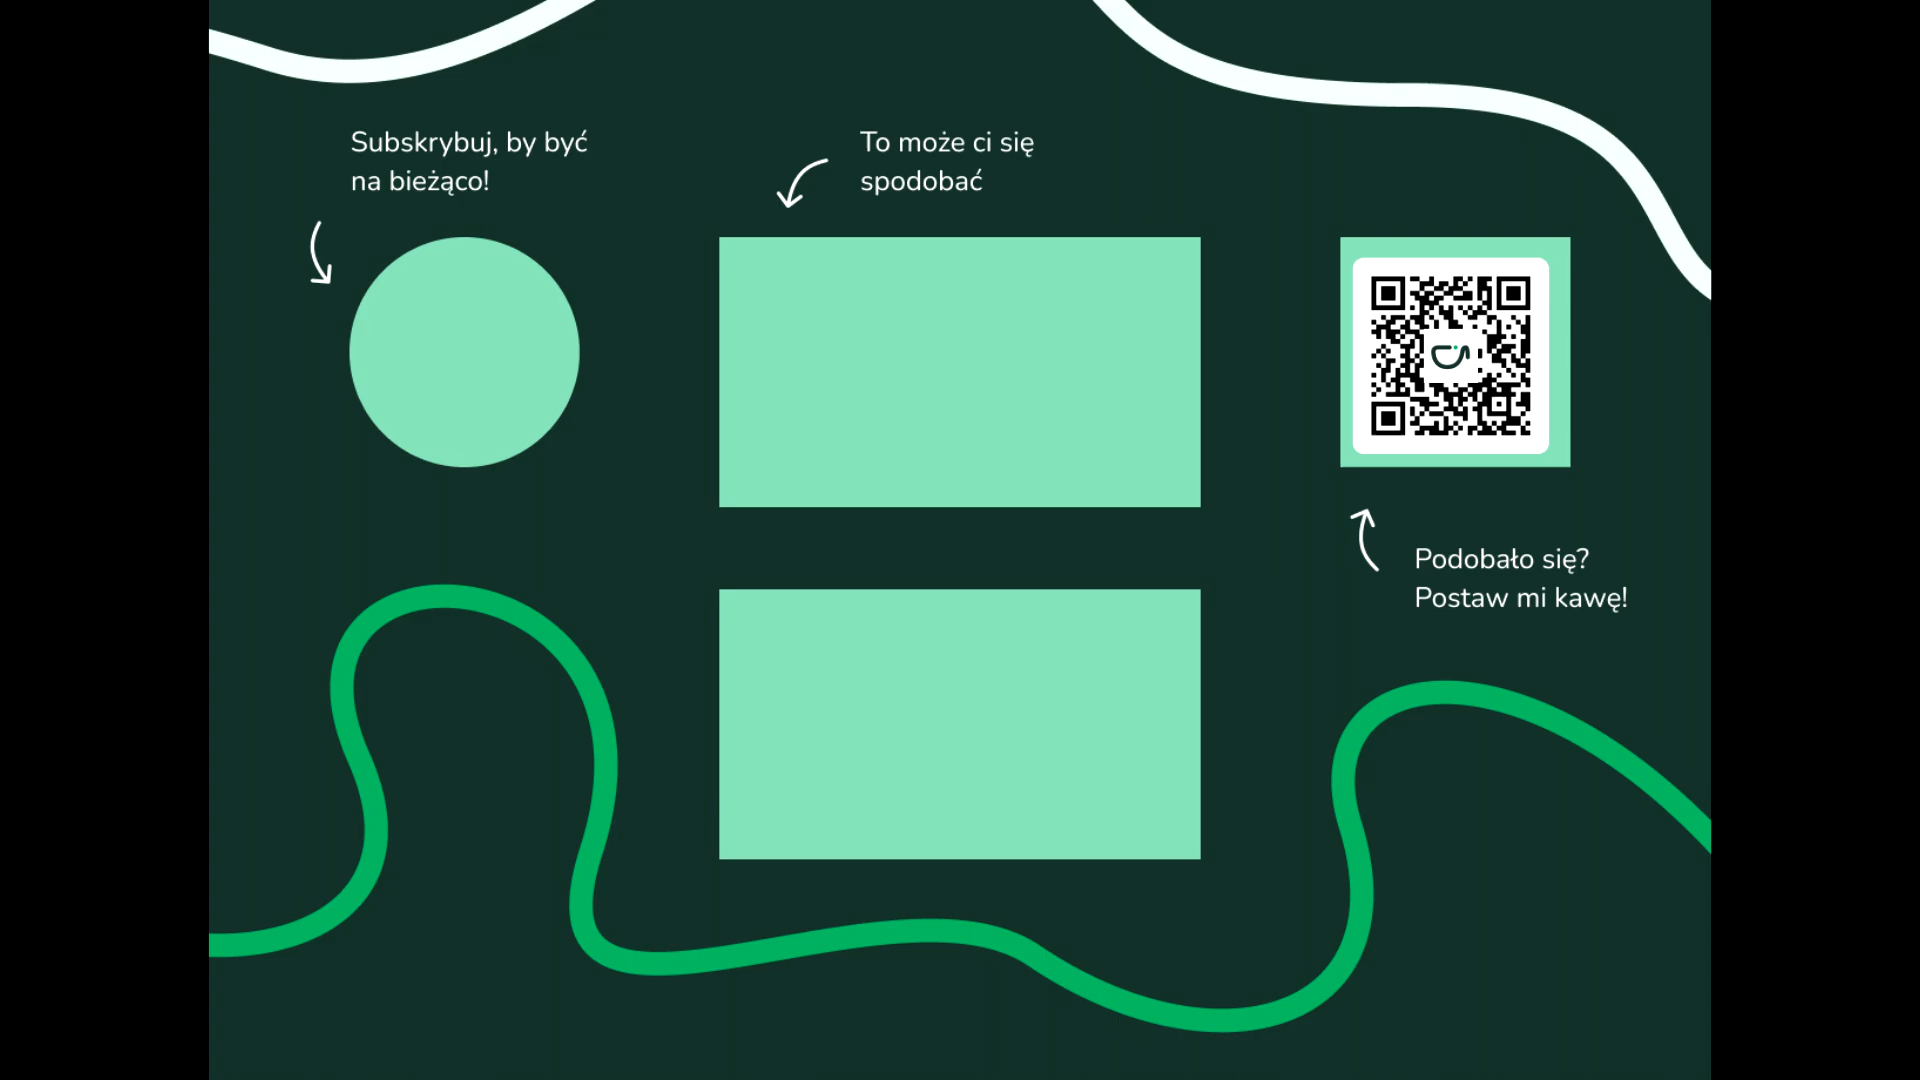 Subskrybuj, by być
na bieżąco!
To może ci się
spodobać
Podobało się?
Postaw mi kawę!